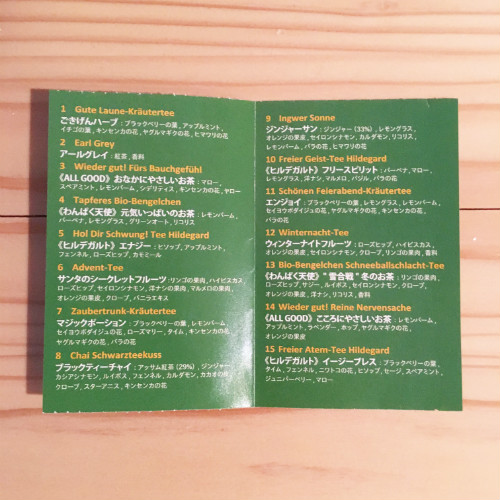 1 Gute Laune-Kräutertee
ごきげんハーブ : ブラックベリーの葉, アップルミント,
イチゴの葉, キンセンカの花, ヤグルマギクの花, ヒマワリの花
2 Earl Grey
アールグレイ : 紅茶, 香料
3 Wieder gut! Fürs Bauchgefühl
《ALL GOOD》 おなかにやさしいお茶 : マロー,
スペアミント, レモンバーム, シデリティス, キンセンカの花, ヤロー
4 Tapferes Bio-Bengelchen
《わんぱく天使》 元気いっぱいのお茶 : レモンバーム,
バーベナ, レモングラス, グリーンオート, リコリス
5 Hol Dir Schwung! Tee Hildegard
《ヒルデガルト》 エナジー : ヒソップ, アップルミント,
フェンネル, ローズヒップ, カモミール
6 Advent-Tee
サンタのシークレットフルーツ : リンゴの果肉, ハイビスカス
ローズヒップ, セイロンシナモン, 洋ナシの果肉, マルメロの果肉,
オレンジの果皮, クローブ, バニラエキス
7 Zaubertrunk-Kräutertee
マジックポーション : ブラックベリーの葉, レモンバーム,
セイヨウボダイジュの花, ローズマリー, タイム, キンセンカの花,
ヤグルマギクの花, バラの花
8 Chai Schwarzteekuss
ブラックティーチャイ : アッサム紅茶 (29%) , ジンジャー,
カシアシナモン, ルイボス, フェンネル, カルダモン, カカオの殻,
クローブ, スターアニス, キンセンカの花
9 Ingwer Sonne
ジンジャーサン : ジンジャー (33%) , レモングラス,
オレンジの果皮, セイロンシナモン, カルダモン, リコリス,
レモンバーム, バラの花, ヒマワリの花
10 Freier Geist-Tee Hildegard
《ヒルデガルト》 フリースピリット : バーベナ, マロー,
レモングラス, 洋ナシ, マルメロ, バジル, バラの花
11 Schönen Feierabend-Kräutertee
エンジョイ : ブラックベリーの葉, レモングラス, レモンバーム,
セイヨウボダイジュの花, ヤグルマギクの花, キンセンカの花,
バラの花
12 Winternacht-Tee
ウィンターナイトフルーツ : ローズヒップ, ハイビスカス,
オレンジの果皮, セイロンシナモン, クローブ, リンゴの果肉, 香料
13 Bio-Bengelchen Schneeballschlacht-Tee
《わんぱく天使》 "雪合戦" 冬のお茶 : リンゴの果肉,
ローズヒップ, サジー, ルイボス, セイロンシナモン, クローブ,
オレンジの果皮, 洋ナシ, リコリス, 香料
14 Wieder gut! Reine Nervensache
《ALL GOOD》 こころにやさしいお茶 : レモンバーム,
アップルミント, ラベンダー, ホップ, ヤグルマギクの花,
オレンジの果皮
15 Freier Atem-Tee Hildegard
《ヒルデガルト》 イージーブレス : ブラックベリーの葉,
タイム, フェンネル, ニワトコの花, ヒソップ, セージ, スペアミント,
ジュニパーベリー, マロー